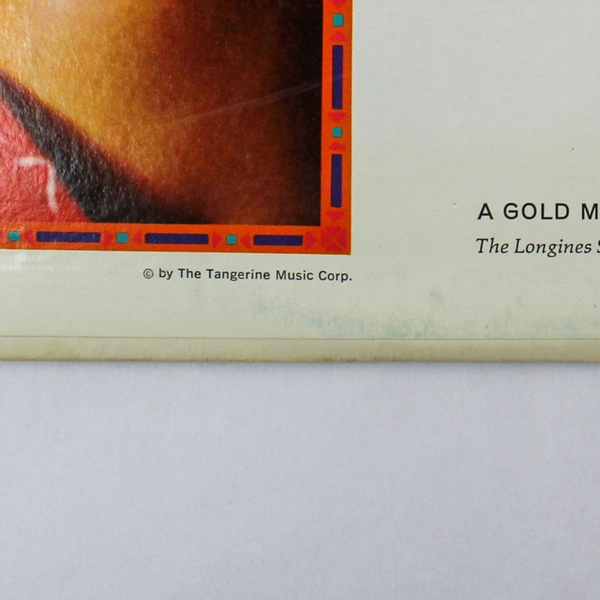 © by The Tangerine Music Corp.
A GOLD M
The Longines S